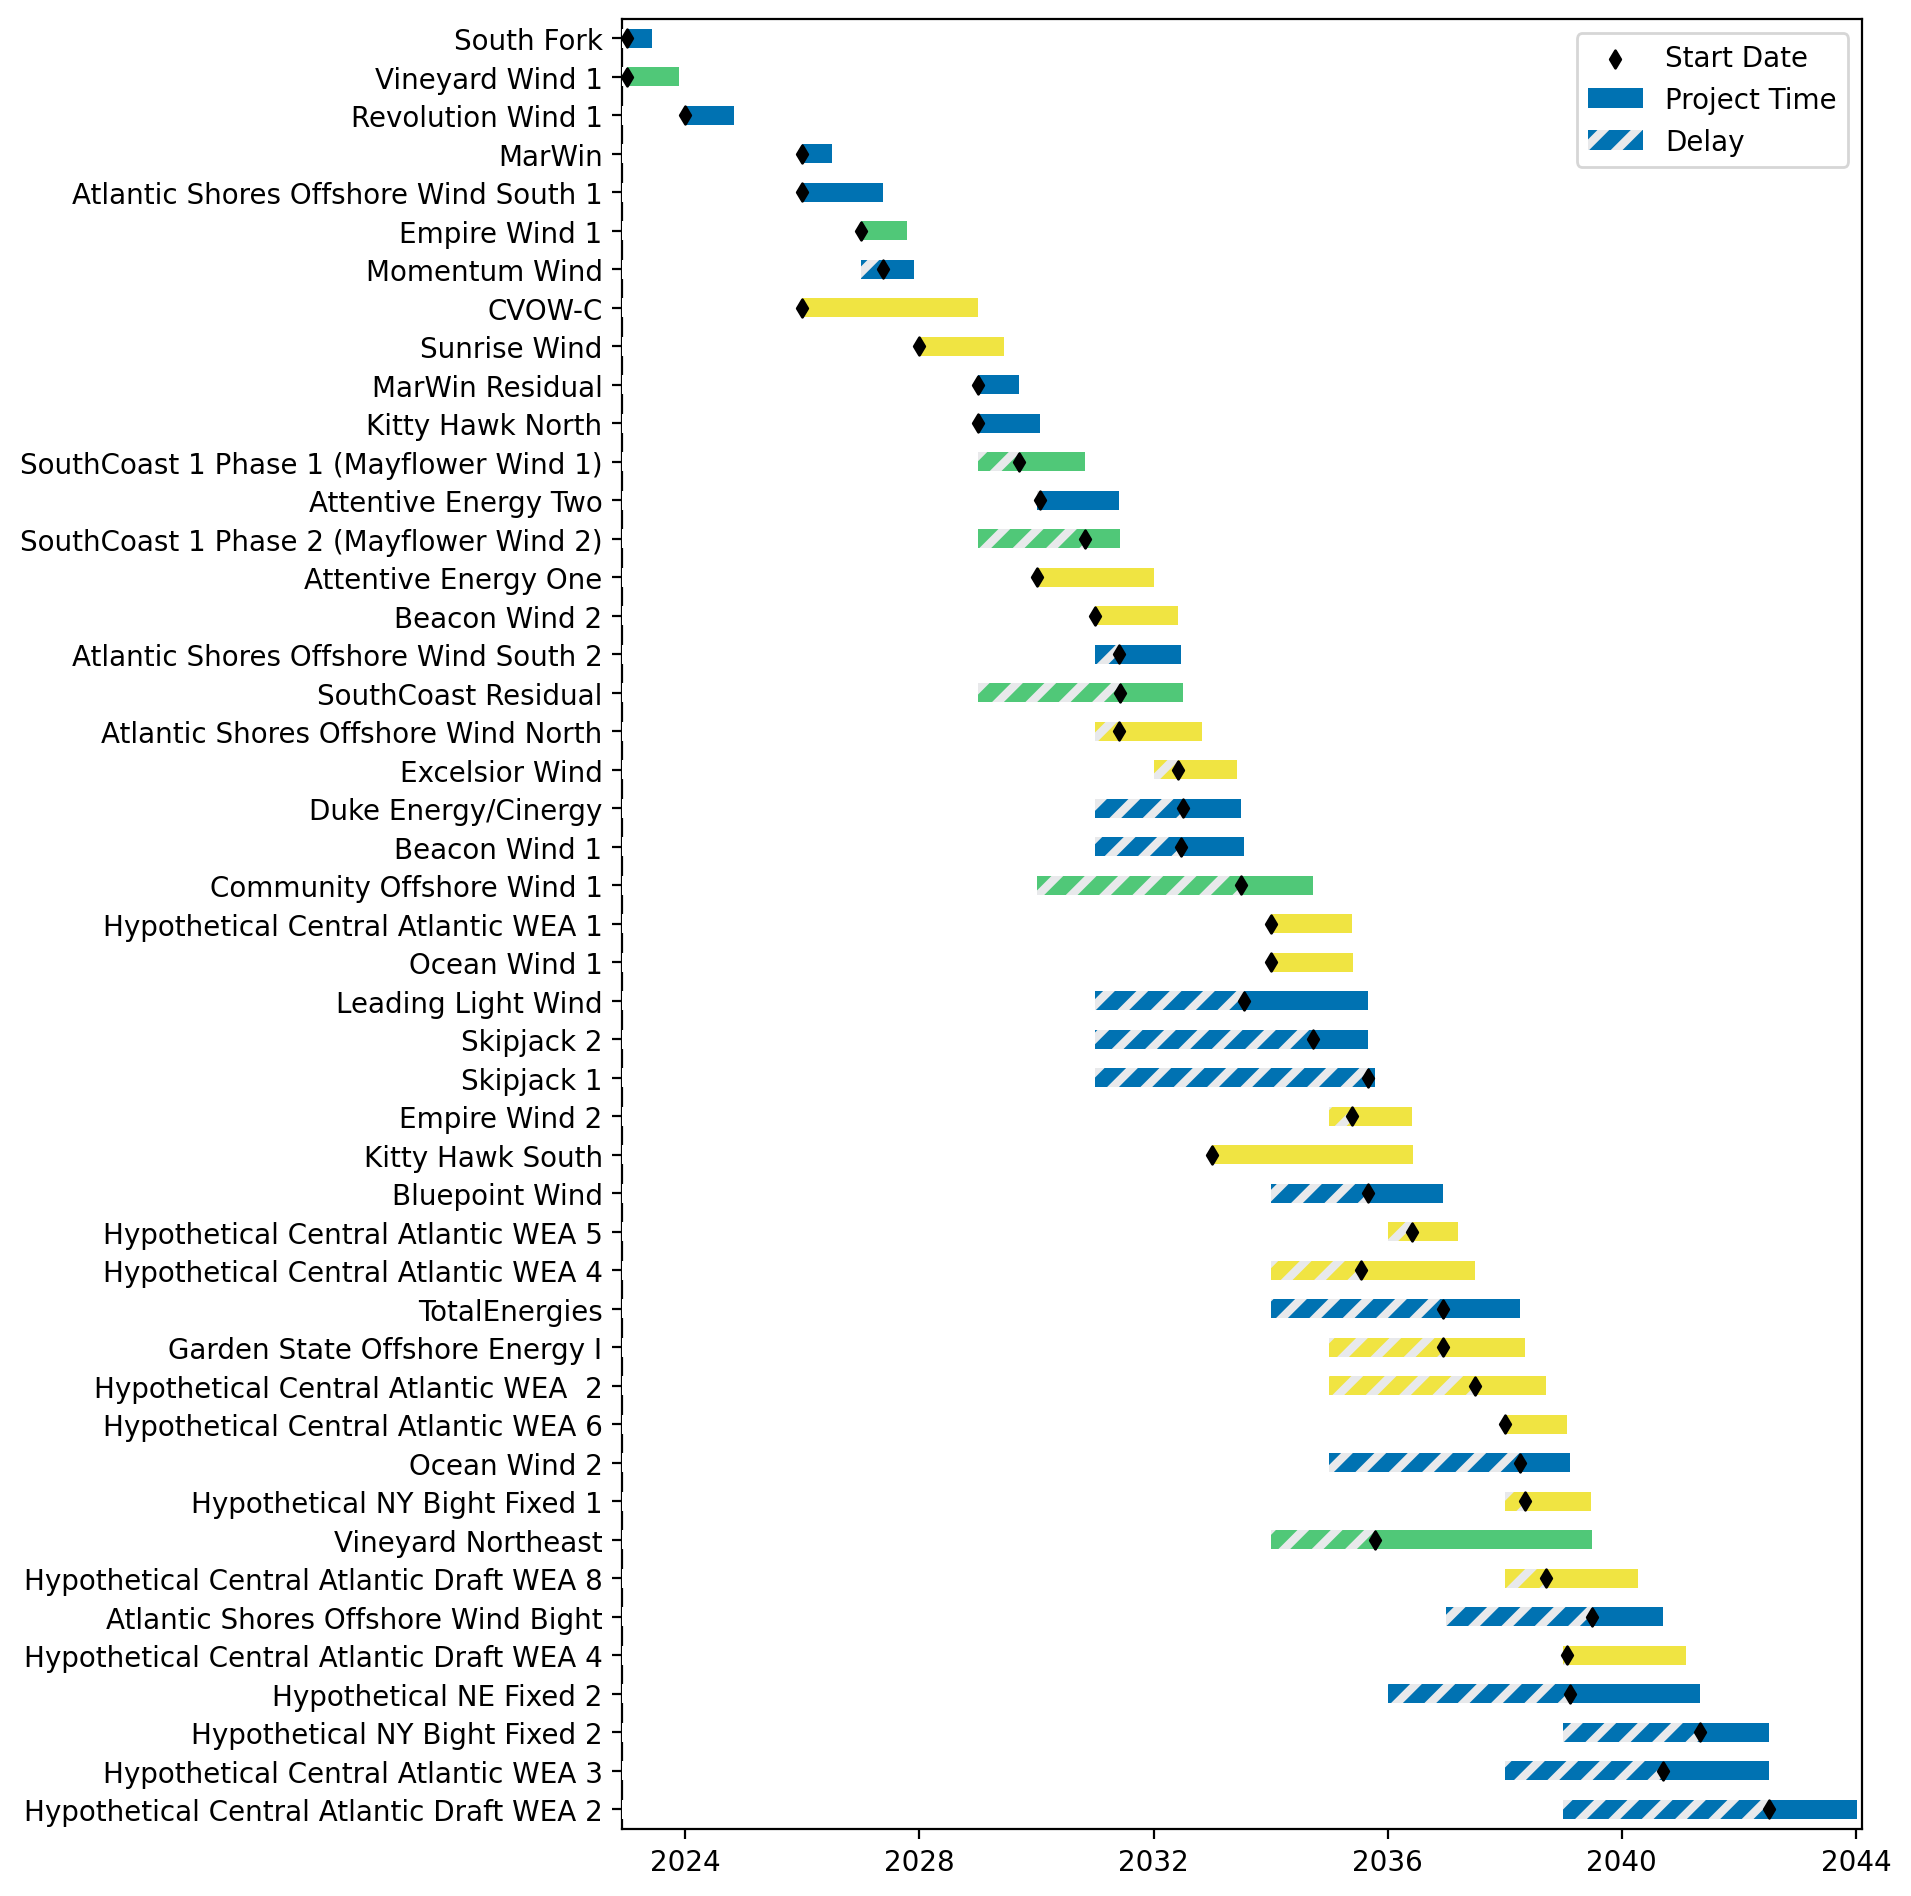 South Fork
Vineyard Wind 1
Revolution Wind 1
MarWin
Atlantic Shores Offshore Wind South 1
Empire Wind 1
Momentum Wind
CVOW-C
Sunrise Wind
MarWin Residual
Kitty Hawk North
SouthCoast 1 Phase 1 (Mayflower Wind 1)
Attentive Energy Two
SouthCoast 1 Phase 2 (Mayflower Wind 2)
Attentive Energy One
Beacon Wind 2
Atlantic Shores Offshore Wind South 2
SouthCoast Residual
Atlantic Shores Offshore Wind North
Excelsior Wind
Duke Energy/Cinergy
Beacon Wind 1
Community Offshore Wind 1
Hypothetical Central Atlantic WEA 1
Ocean Wind 1
Leading Light Wind
Skipjack 2
Skipjack 1
Empire Wind 2
Kitty Hawk South
Bluepoint Wind
Hypothetical Central Atlantic WEA 5
Hypothetical Central Atlantic WEA 4
TotalEnergies
Garden State Offshore Energy I
Hypothetical Central Atlantic WEA  2
Hypothetical Central Atlantic WEA 6
Ocean Wind 2
Hypothetical NY Bight Fixed 1
Vineyard Northeast
Hypothetical Central Atlantic Draft WEA 8
Atlantic Shores Offshore Wind Bight
Hypothetical Central Atlantic Draft WEA 4
Hypothetical NE Fixed 2
Hypothetical NY Bight Fixed 2
Hypothetical Central Atlantic WEA 3
Hypothetical Central Atlantic Draft WEA 2
Start Date
Project Time
Delay
2024 2028 2032 2036 2040 2044